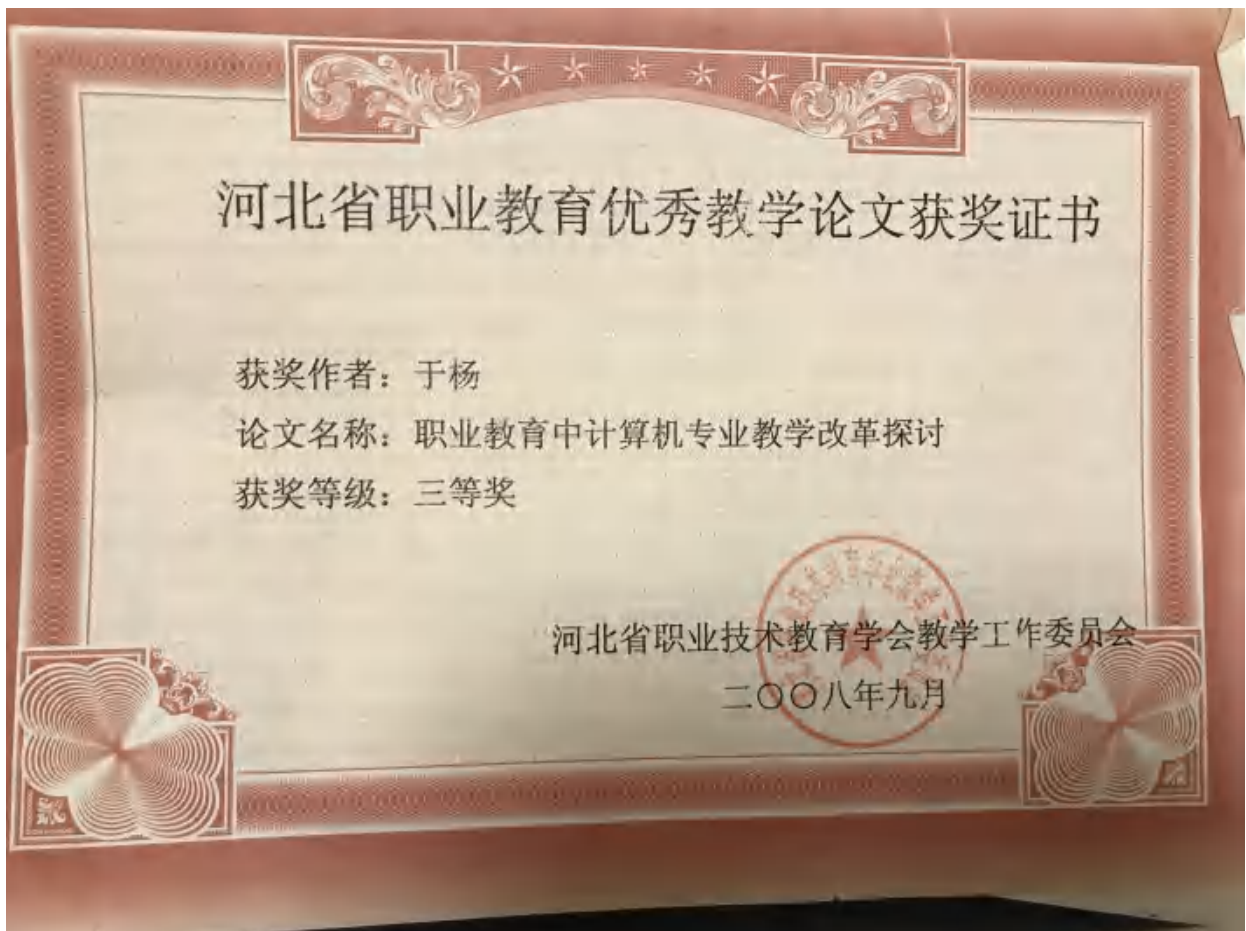 河北省职业教育优秀教学论文获奖证书
获奖作者：于杨
论文名称：职业教育中计算机专业教学改革探讨
获奖等级：三等奖
河北省职业技术教育学会教学工作委员会
二〇〇八年九月